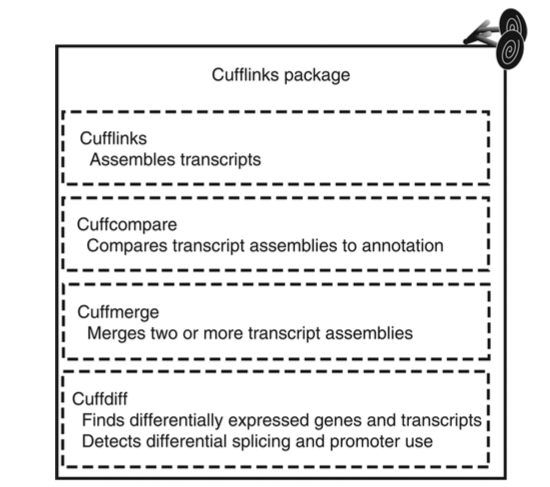 Cufflinks package
Cufflinks
Assembles transcripts
Cuffcompare
Compares transcript assemblies to annotation
Cuffmerge
Merges two or more transcript assemblies
Cuffdiff
Finds differentially expressed genes and transcripts
Detects differential splicing and promoter use